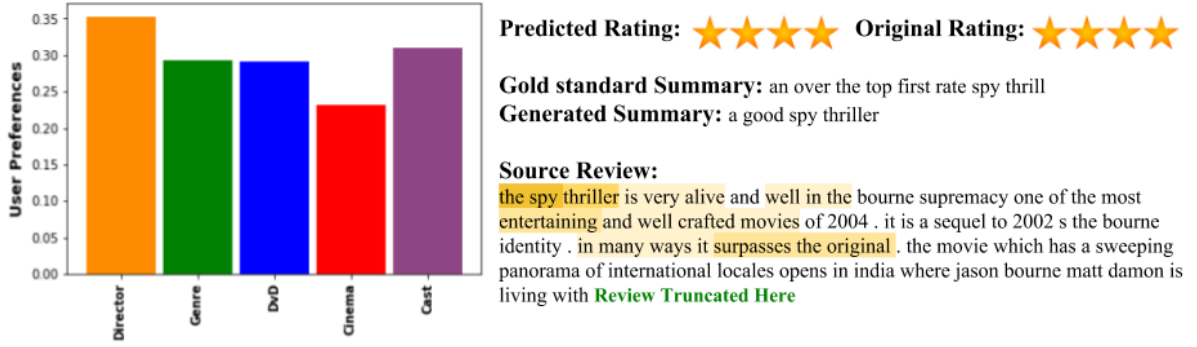 User Preferences
0.35
0.30
0.25
0.20
0.15
0.10
0.05
0.00
Director
Genre
DvD
Cinema
Cast
Predicted Rating: Original Rating:
Gold standard Summary: an over the top first rate spy thrill
Generated Summary: a good spy thriller
Source Review:
the spy thriller is very alive and well in the bourne supremacy one of the most
entertaining and well crafted movies of 2004 . it is a sequel to 2002 s the bourne
identity . in many ways it surpasses the original . the movie which has a sweeping
panorama of international locales opens in india where jason bourne matt damon is
living with Review Truncated Here